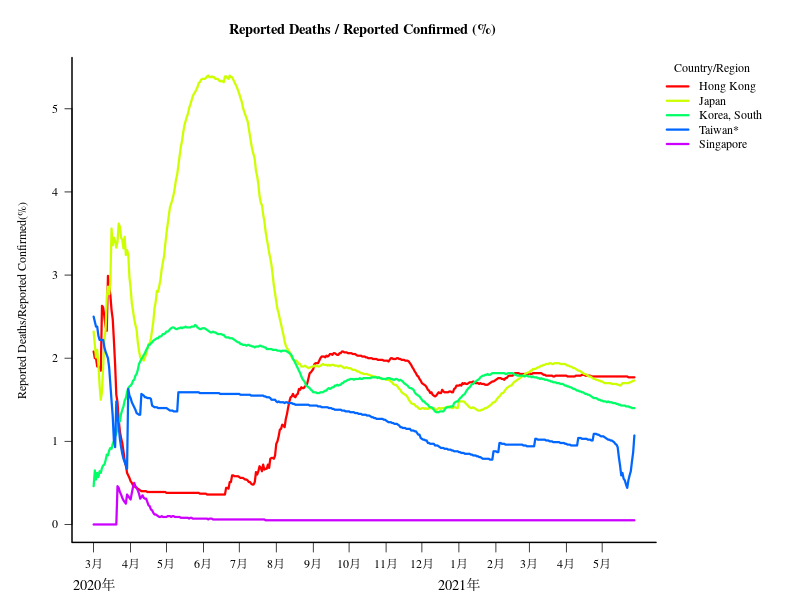 Reported Deaths / Reported Confirmed (%)
Country/Region
Hong Kong
Japan
Korea, South
Taiwan*
Singapore
Reported Deaths/Reported Confirmed(%)
5
4
3
2
1
0
3月 4月 5月 6月 7月 8月 9月 10月 11月 12月 1月 2月 3月 4月 5月
2020年 2021年